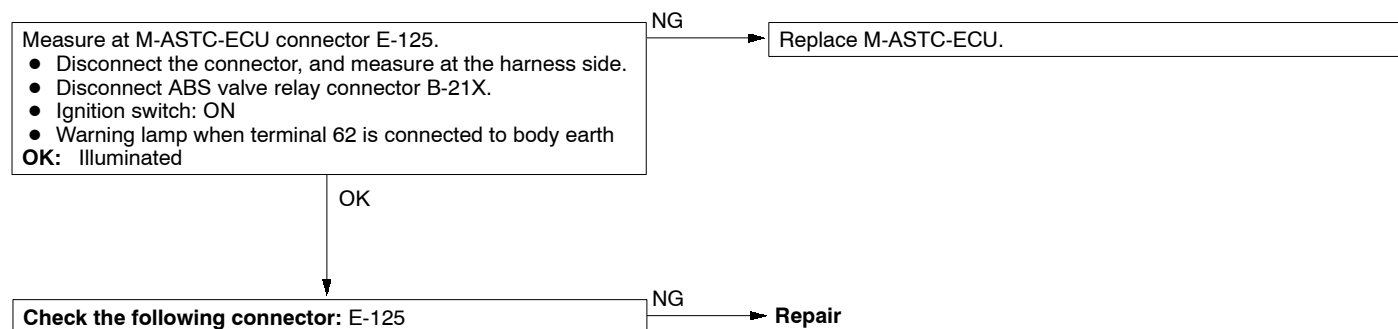 NG
Measure at M-ASTC-ECU connector E-125.
● Disconnect the connector, and measure at the harness side.
● Disconnect ABS valve relay connector B-21X.
● Ignition switch: ON
● Warning lamp when terminal 62 is connected to body earth
OK: Illuminated
Replace M-ASTC-ECU.
OK
NG
Check the following connector: E-125
Repair